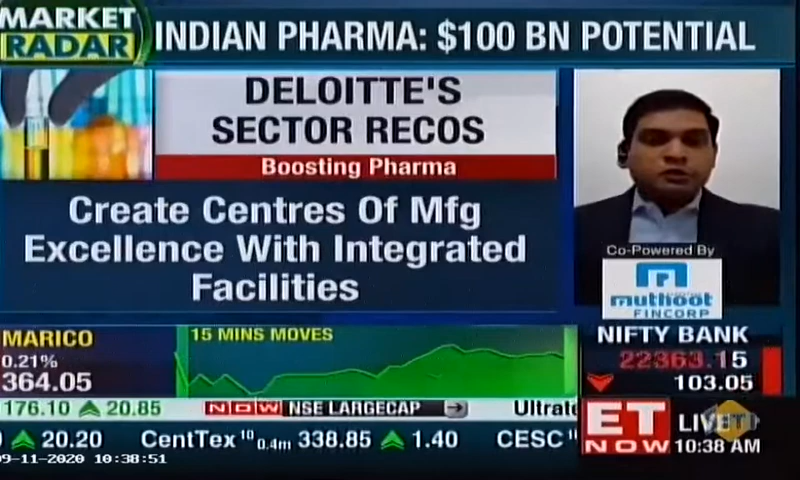 MARKET
RADAR
INDIAN PHARMA: $100 BN POTENTIAL
DELOITTE'S
SECTOR RECOS
Boosting Pharma
Create Centres Of Mfg
Excellence With Integrated
Facilities
Co-Powered By
muthoot
FINCORP
MARICO
0.21%
364.05
15 MINS MOVES
NIFTY BANK
22363.15
103.05
176.10 20.85 NOW NSE LARGECAP Ultrate
20.20 CentTex 10 0.4m 338.85 1.40 CESC
ET
NOW
LIVE
10:38 AM
09-11-2020 10:38:51